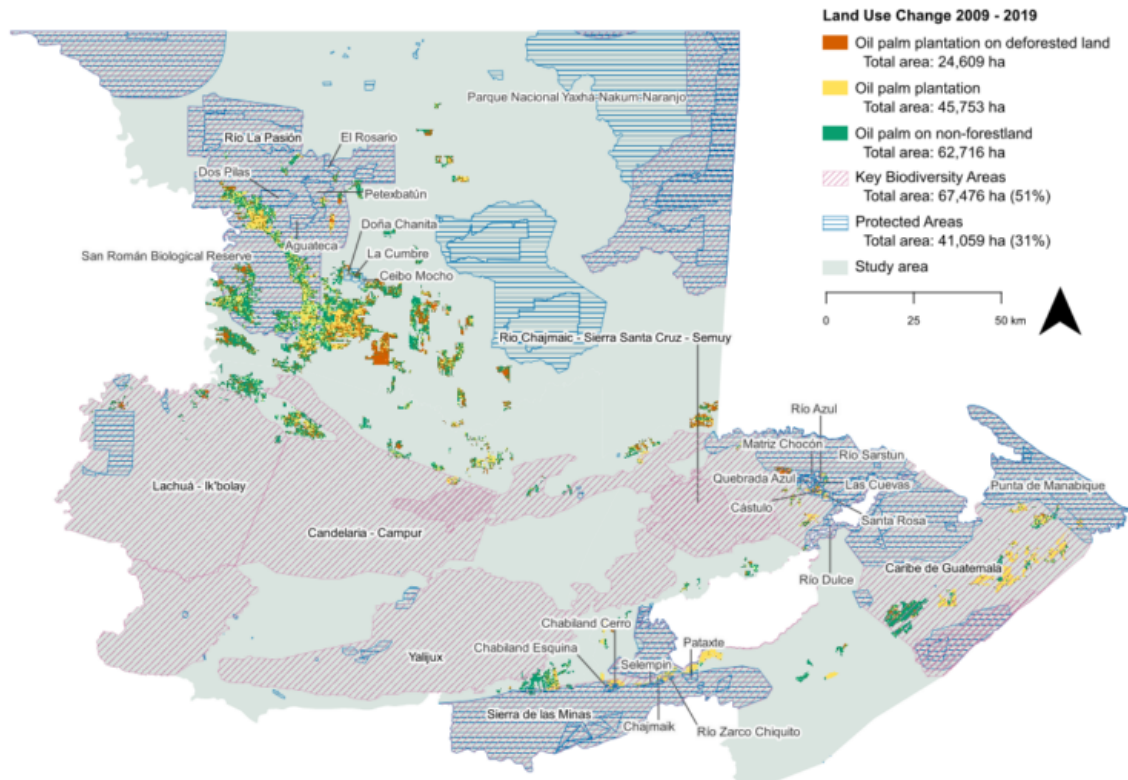 Land Use Change 2009 - 2019
Oil palm plantation on deforested land
Total area: 24,609 ha
Oil palm plantation
Total area: 45,753 ha
Oil palm on non-forestland
Total area: 62,716 ha
Key Biodiversity Areas
Total area: 67,476 ha (51%)
Protected Areas
Total area: 41,059 ha (31%)
Study area
0 25 50 km
Parque Nacional Yaxhá-Nakum-Naranjo
Río La Pasión
El Rosario
Dos Pilas
Petexbatún
Doña Chanita
Aguateca
La Cumbre
San Román Biological Reserve
Ceibo Mocho
Rio Chajmaic - Sierra Santa Cruz - Semuy
Río Azul
Matriz Chocón
Río Sarstun
Quebrada Azul
Las Cuevas
Punta de Manabique
Lachuá - Ik'bolay
Cástulo
Santa Rosa
Candelaria - Campur
Caribe de Guatemala
Río Dulce
Chabiland Cerro
Chabiland Esquina
Pataxte
Yalijux
Selempín
Sierra de las Minas
Chajmaik
Río Zarco Chiquito